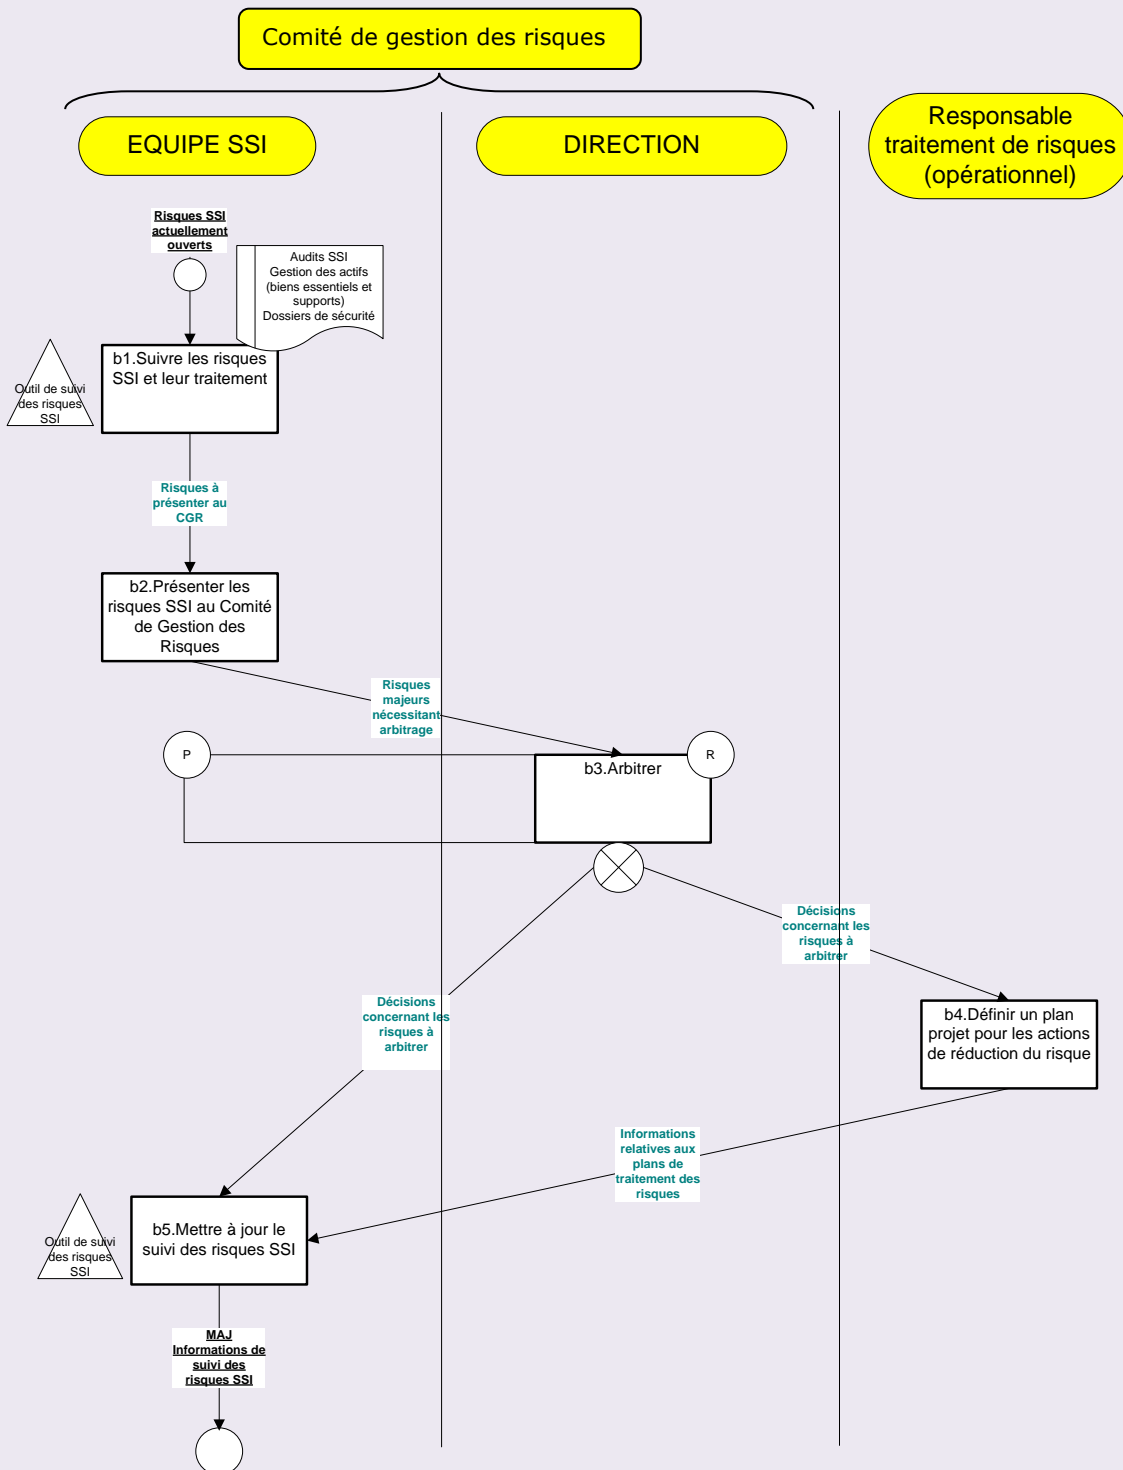 Comité de gestion des risques
EQUIPE SSI
DIRECTION
Responsable
traitement de risques
(opérationnel)
Risques SSI
actuellement
ouverts
Audits SSI
Gestion des actifs
(biens essentiels et
supports)
Dossiers de sécurité
b1.Suivre les risques
SSI et leur traitement
Outil de suivi
des risques
SSI
Risques à
présenter au
CGR
b2.Présenter les
risques SSI au Comité
de Gestion des
Risques
Risques
majeurs
nécessitant
arbitrage
P
b3.Arbitrer
R
Décisions
concernant les
risques à
arbitrer
Décisions
concernant les
risques à
arbitrer
b4.Définir un plan
projet pour les actions
de réduction du risque
Informations
relatives aux
plans de
traitement des
risques
b5.Mettre à jour le
suivi des risques SSI
Outil de suivi
des risques
SSI
MAJ
Informations de
suivi des
risques SSI